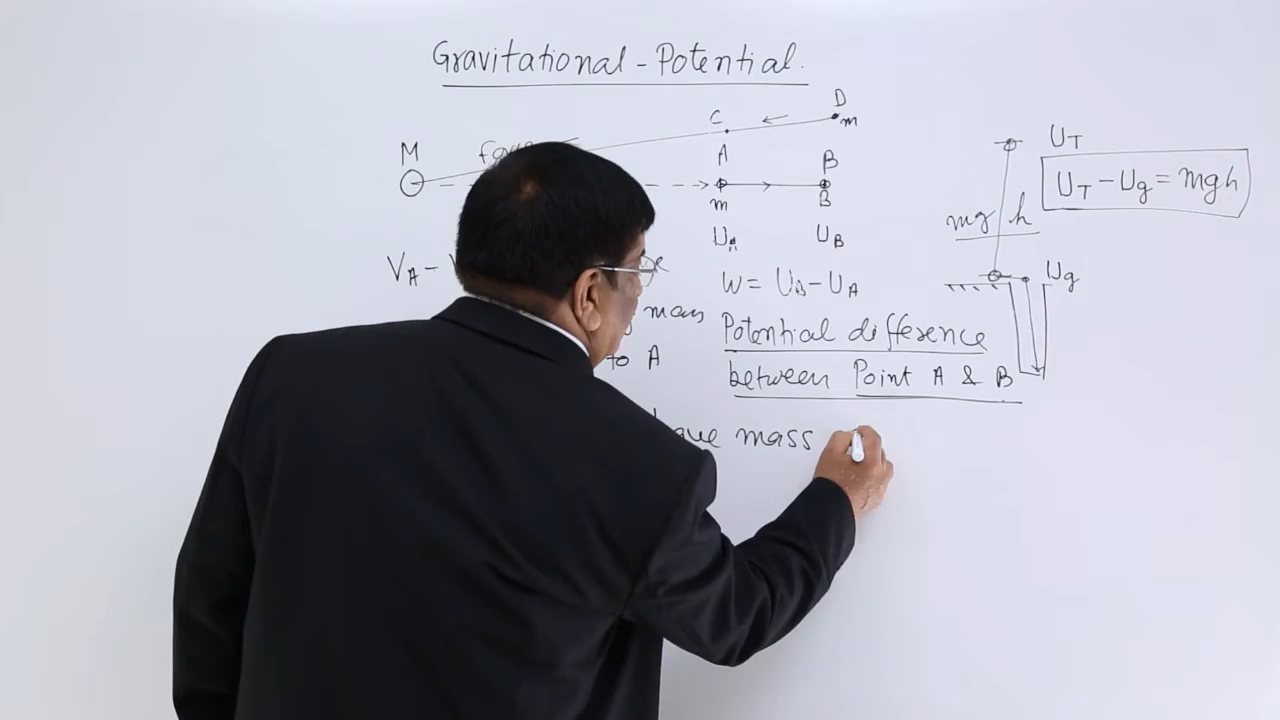 Gravitational - Potential.
D
C
m
M
A
B
m
B
U_A
U_B
V_A -
W = U_B - U_A
mass
Potential difference
to A
between Point A & B
mass
U_T
U_T - U_g = mgh
mg h
U_g